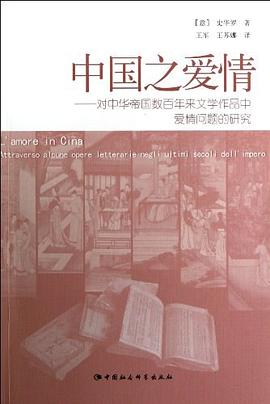 ［意］ 史华罗 著
王军 王苏娜 译
中国之爱情
——对中华帝国数百年来文学作品中
爱情问题的研究
L'amore in Cina
Attraverso alcune opere letterarie negli ultimi secoli dell'impero
中国社会科学出版社